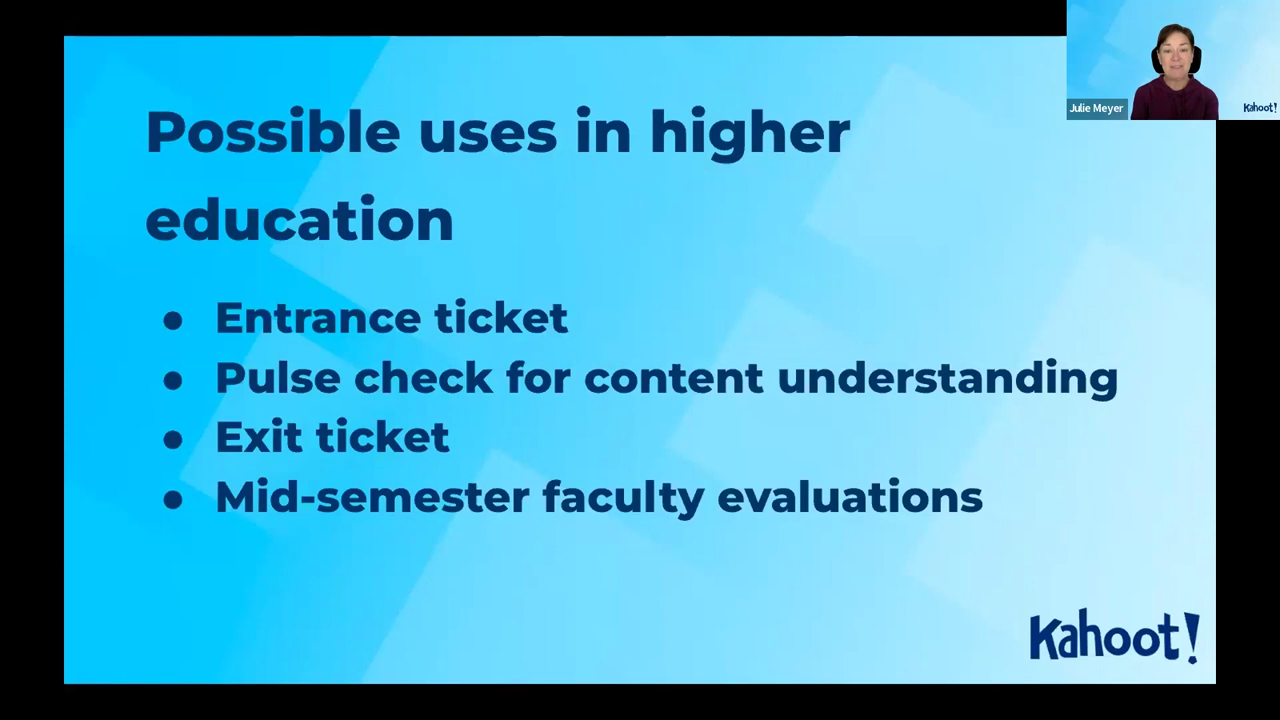 Possible uses in higher
education
● Entrance ticket
● Pulse check for content understanding
● Exit ticket
● Mid-semester faculty evaluations
Kahoot!
Julie Meyer
Kahoot!